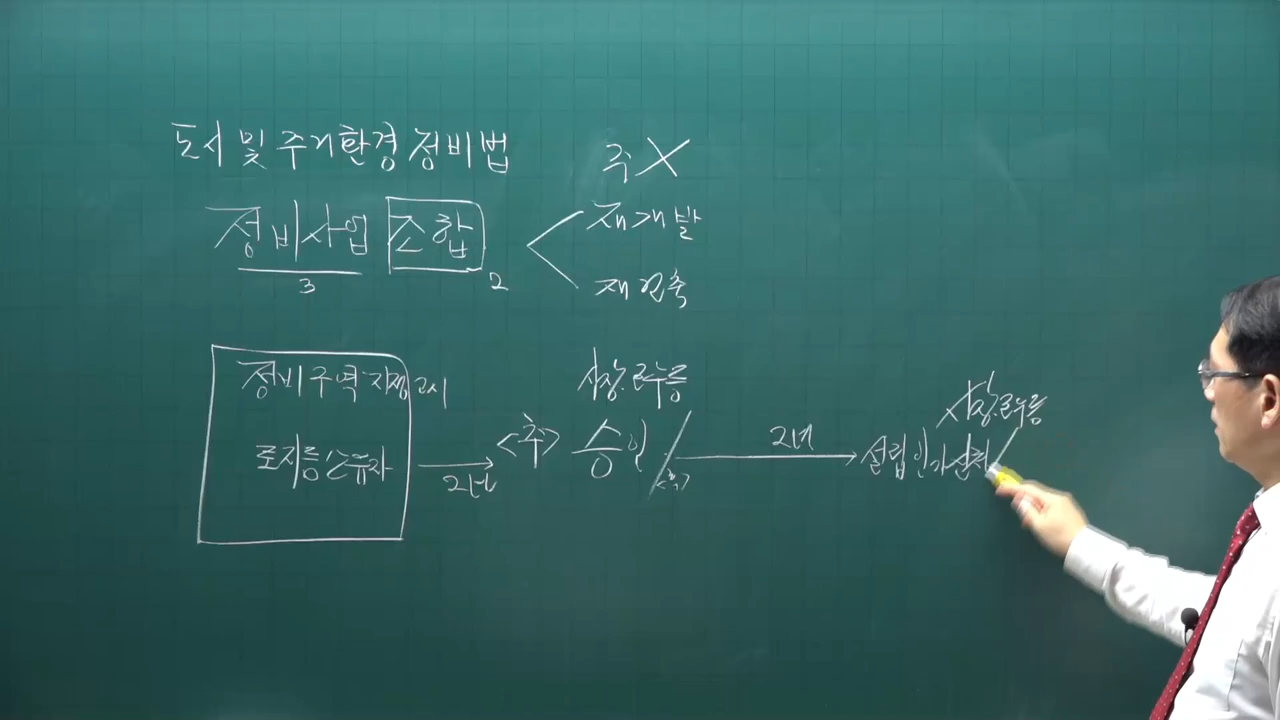 도시 및 주거환경 정비법
주X
정비사업 조합
3
2
재개발
재건축
정비구역 지정고시
토지등소유자
2년
<추> 승인
시장.군수등
<추>
2년
설립인가신청
시장.군수등